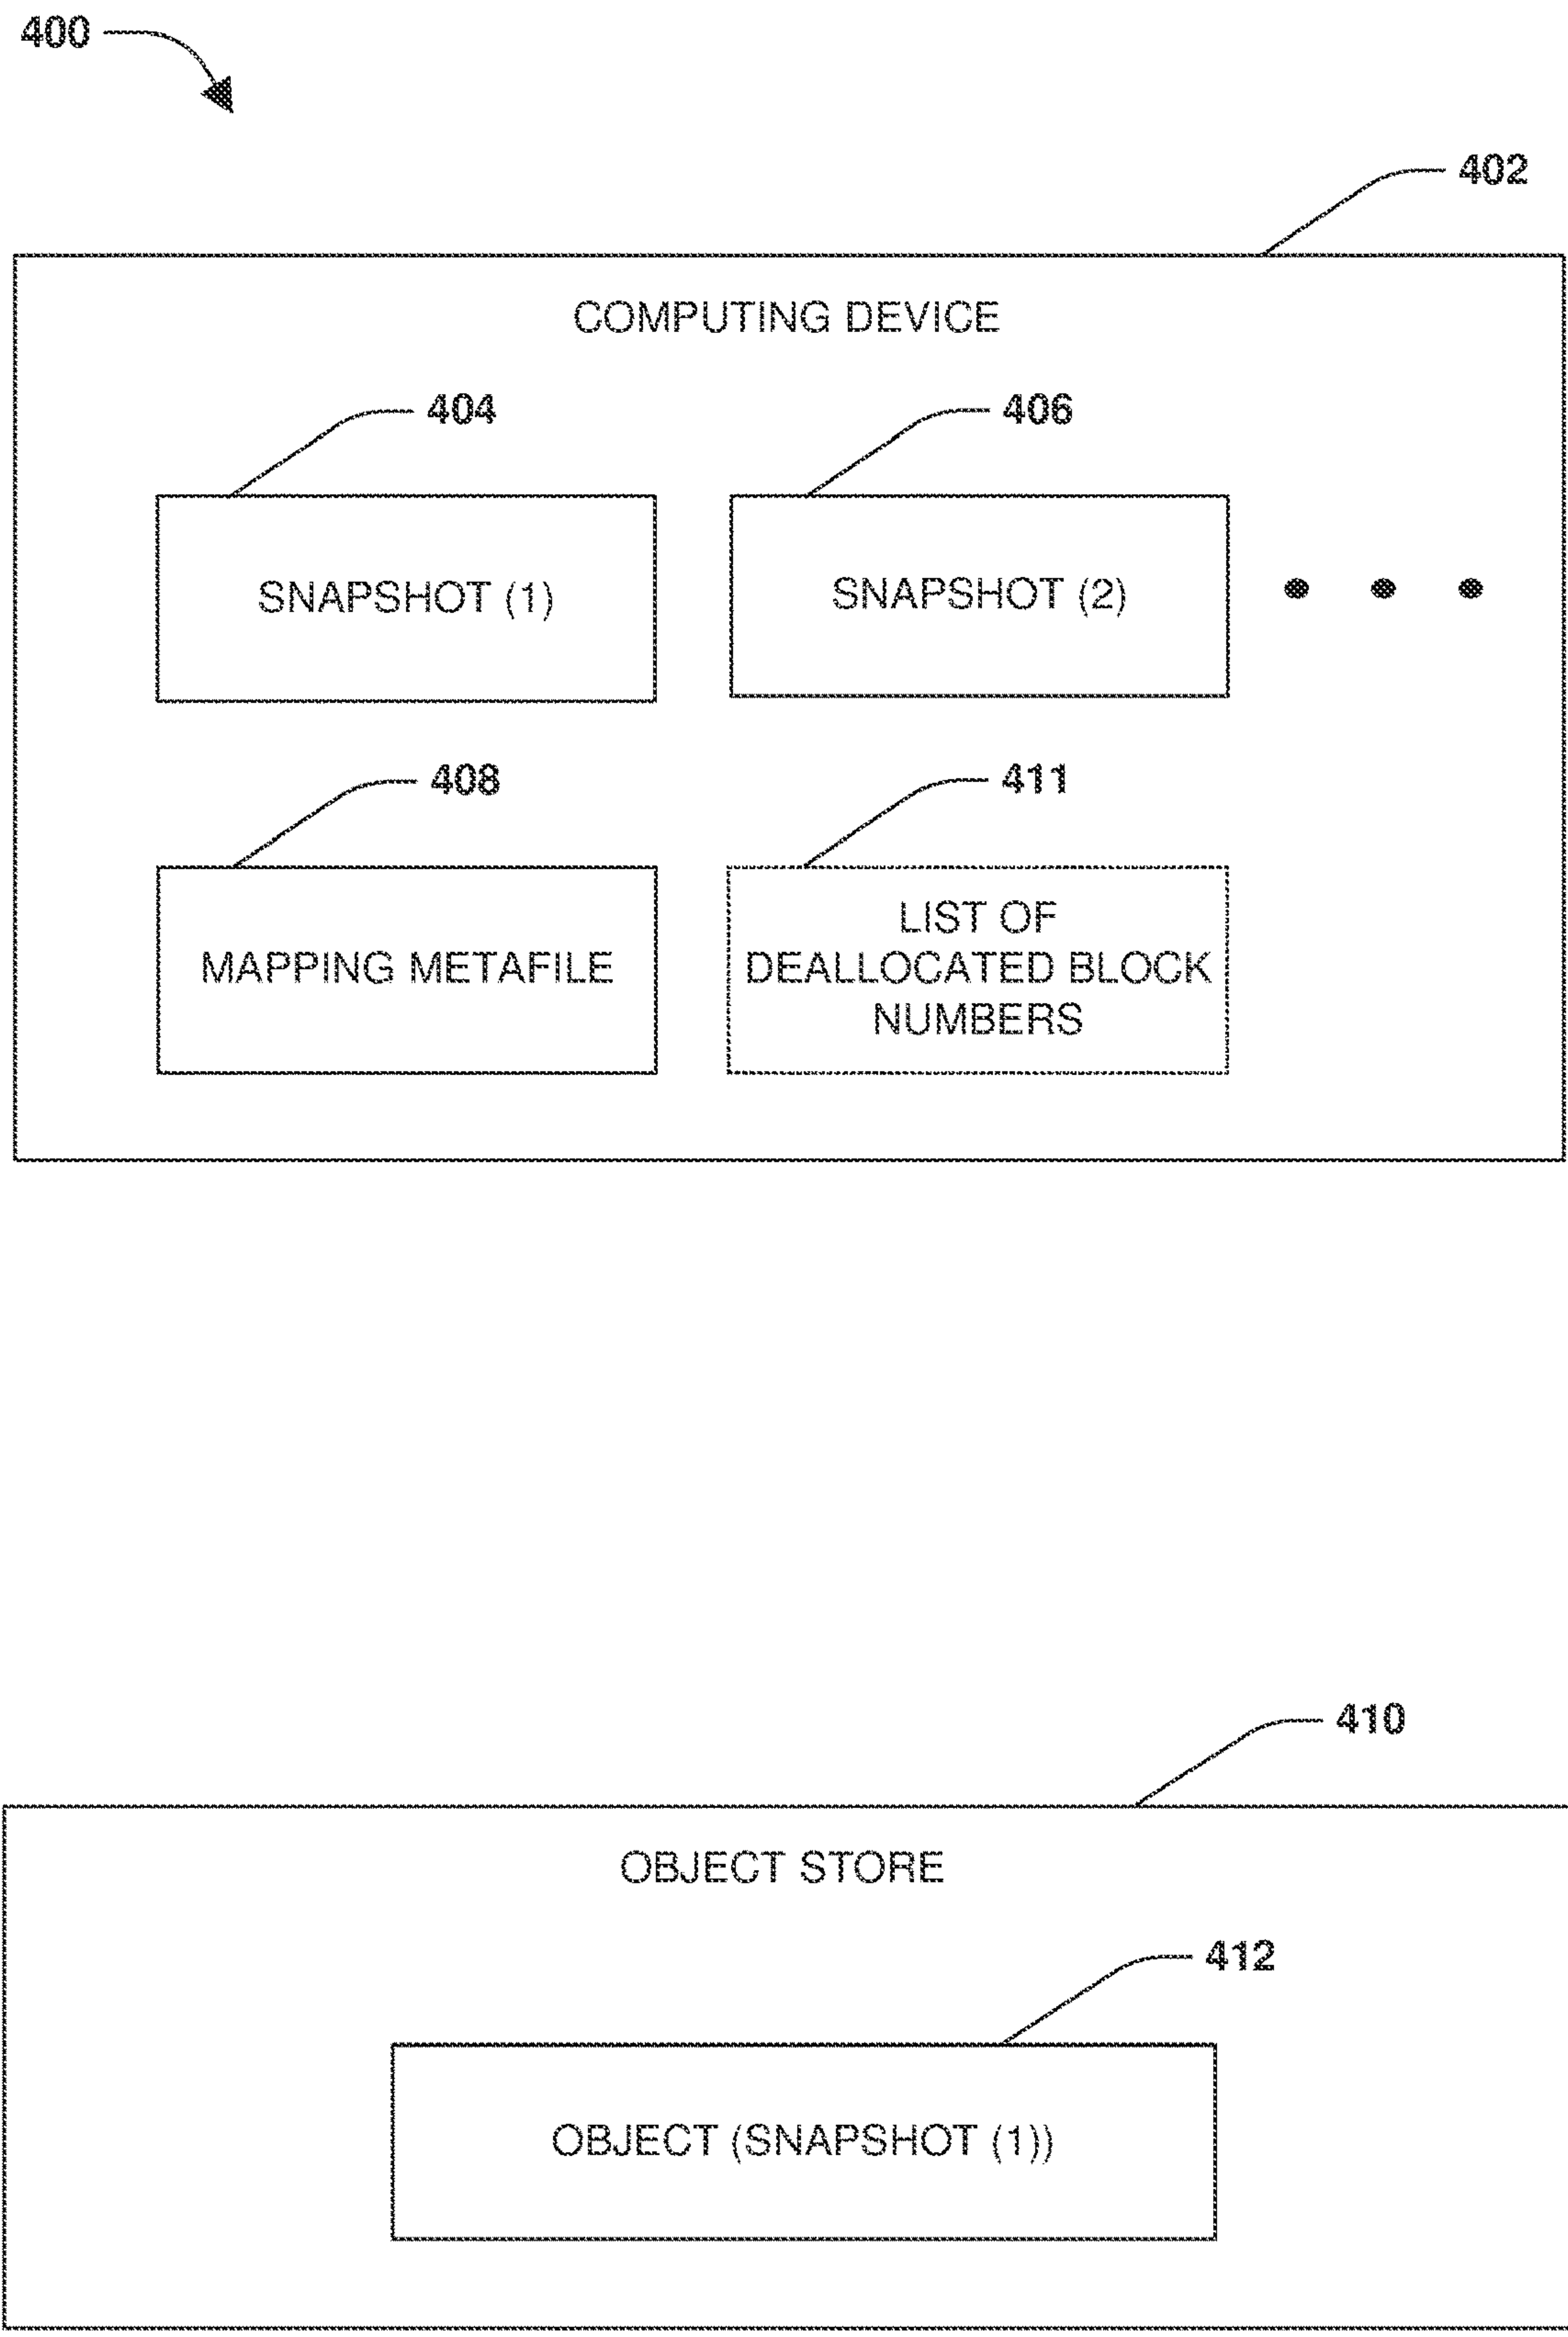 400
402
COMPUTING DEVICE
404
406
SNAPSHOT (1)
SNAPSHOT (2)
408
411
MAPPING METAFILE
LIST OF
DEALLOCATED BLOCK
NUMBERS
410
OBJECT STORE
412
OBJECT (SNAPSHOT (1))